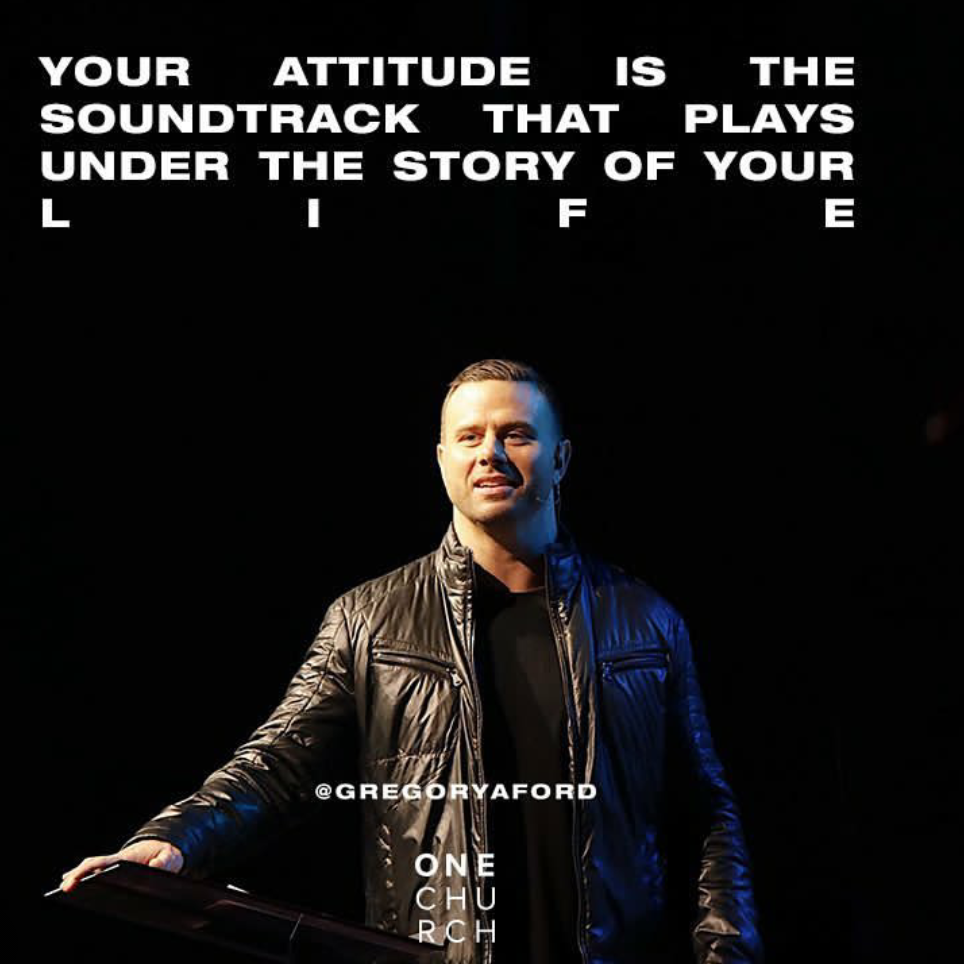 YOUR ATTITUDE IS THE
SOUNDTRACK THAT PLAYS
UNDER THE STORY OF YOUR
L I F E
@GREGORYAFORD
ONE
CHU
RCH